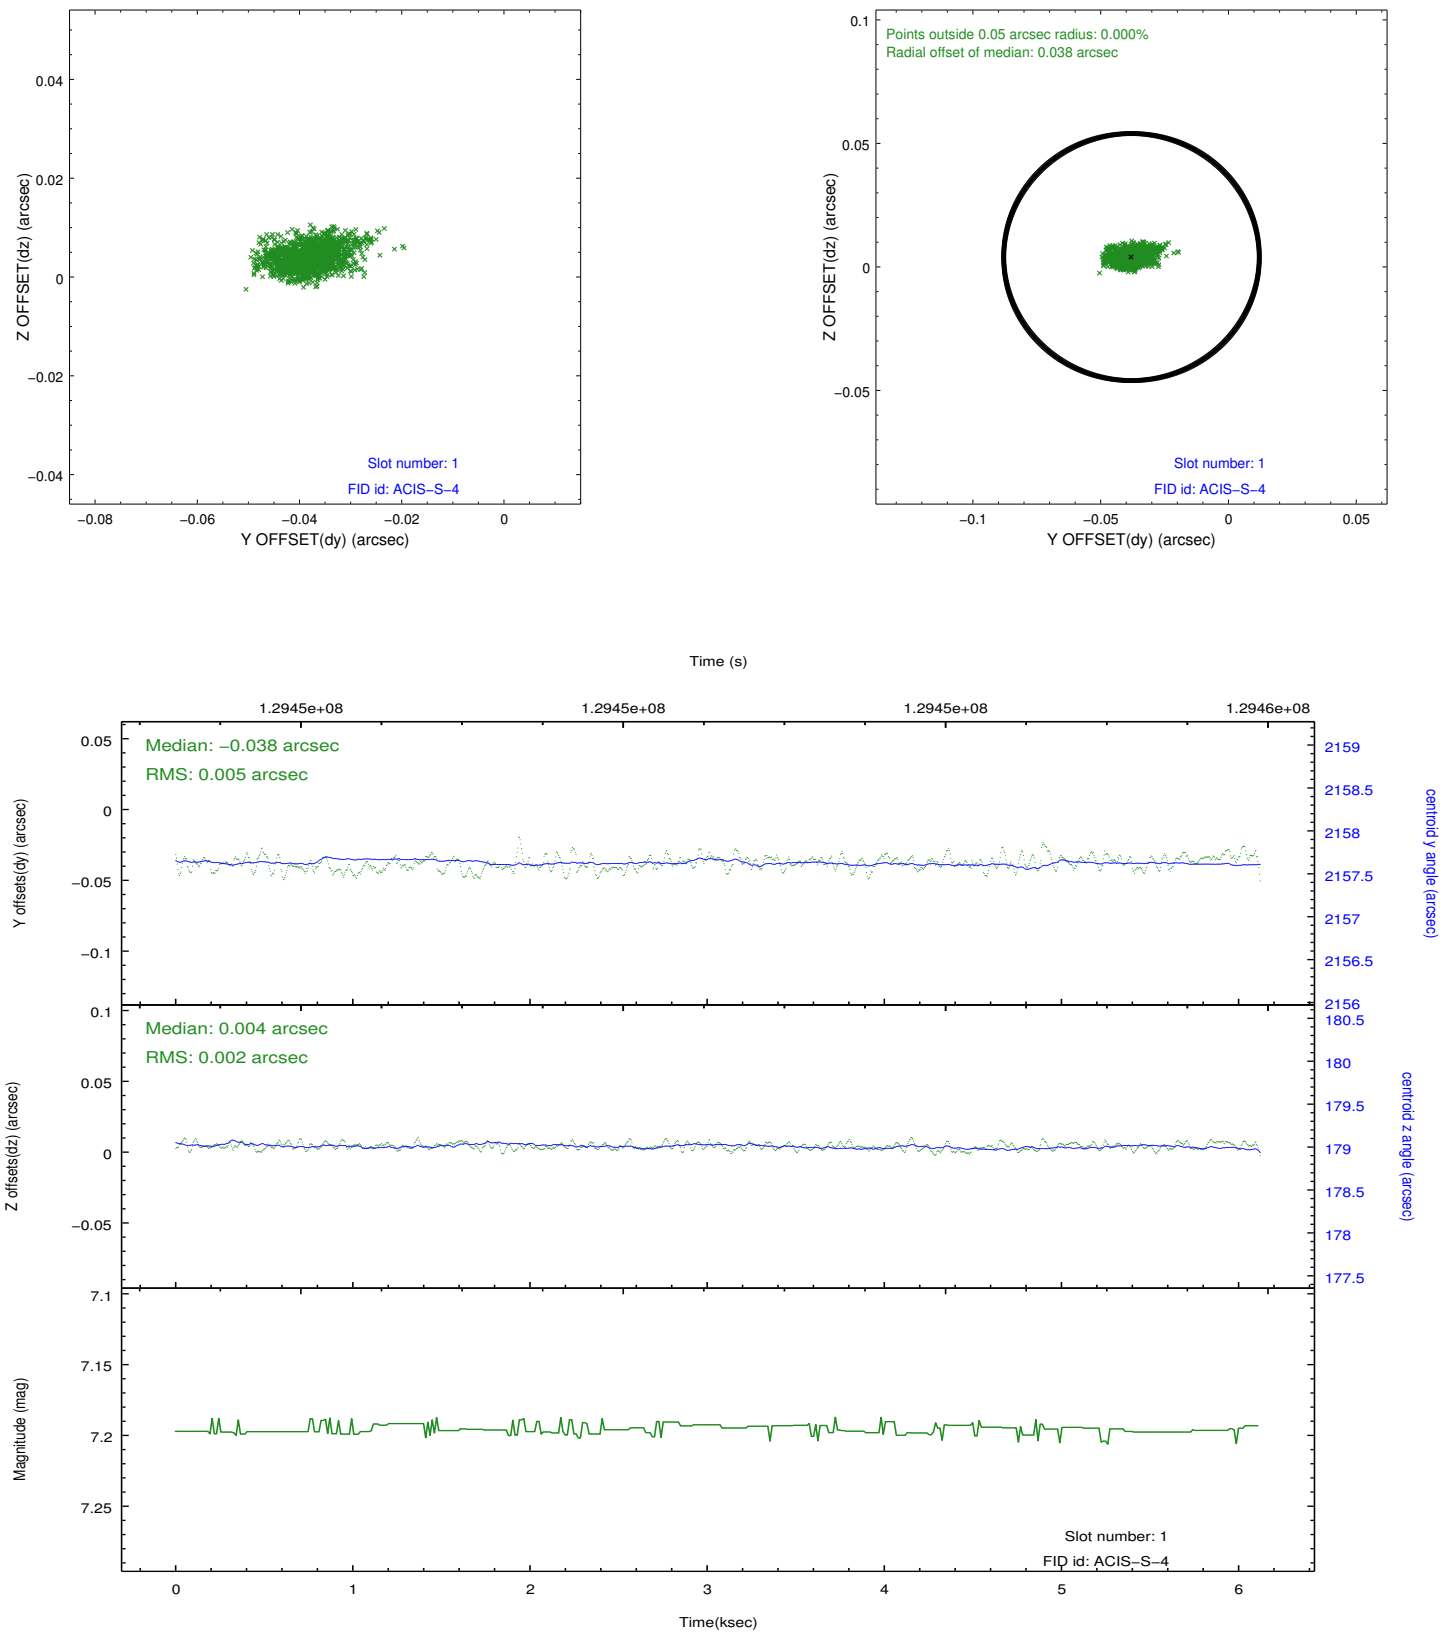 0.04
0.02
0
−0.02
−0.04
Z OFFSET(dz) (arcsec)
Slot number: 1
FID id: ACIS−S−4
−0.08
−0.06
−0.04
−0.02
0
Y OFFSET(dy) (arcsec)
Points outside 0.05 arcsec radius: 0.000%
Radial offset of median: 0.038 arcsec
0.1
0.05
0
−0.05
Z OFFSET(dz) (arcsec)
Slot number: 1
FID id: ACIS−S−4
−0.1
−0.05
0
0.05
Y OFFSET(dy) (arcsec)
Time (s)
1.2945e+08
1.2945e+08
1.2945e+08
1.2946e+08
Median: −0.038 arcsec
RMS: 0.005 arcsec
0.05
0
−0.05
−0.1
Y offsets(dy) (arcsec)
2159
2158.5
2158
2157.5
2157
2156.5
2156
centroid y angle (arcsec)
Median: 0.004 arcsec
RMS: 0.002 arcsec
0.1
0.05
0
−0.05
Z offsets(dz) (arcsec)
180.5
180
179.5
179
178.5
178
177.5
centroid z angle (arcsec)
7.1
7.15
7.2
7.25
Magnitude (mag)
Slot number: 1
FID id: ACIS−S−4
0
1
2
3
4
5
6
Time(ksec)